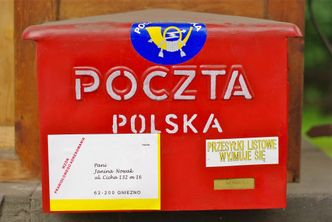 POCZTA
POLSKA
PRZESYŁKI LISTOWE
WYJMUJE SIĘ
Pani
Janina Nowak
ul Cicha 132 m 16
62-200 GNIEZNO